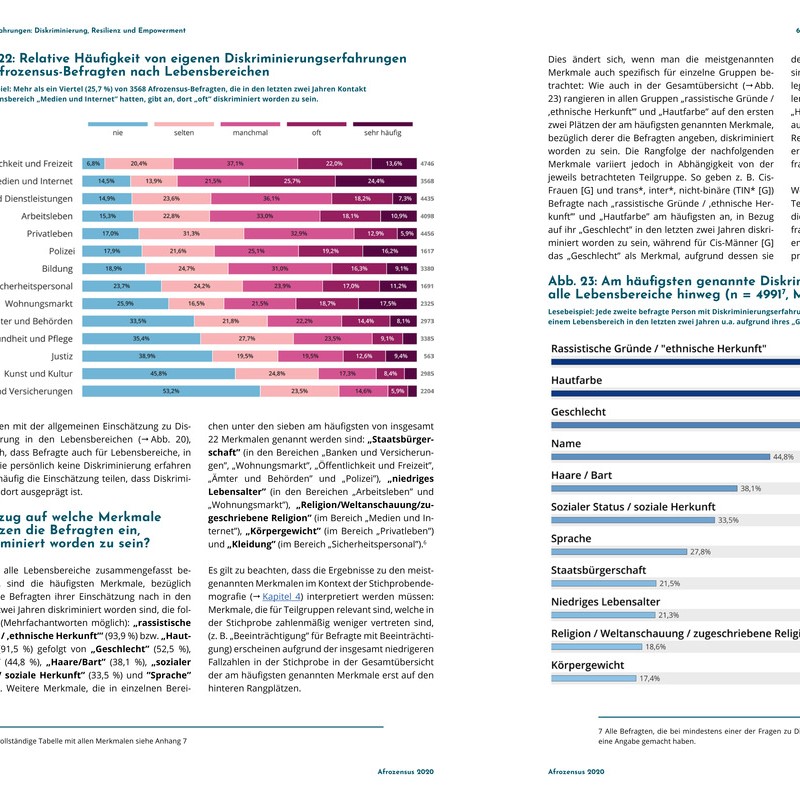 ahrungen: Diskriminierung, Resilienz und Empowerment
22: Relative Häufigkeit von eigenen Diskriminierungserfahrungen
frozensus-Befragten nach Lebensbereichen
iel: Mehr als ein Viertel (25,7 %) von 3568 Afrozensus-Befragten, die in den letzten zwei Jahren Kontakt
ensbereich „Medien und Internet" hatten, gibt an, dort „oft" diskriminiert worden zu sein.
nie selten manchmal oft sehr häufig
chkeit und Freizeit 6,8% 20,4% 37,1% 22,0% 13,6% 4746
edien und Internet 14,5% 13,9% 21,5% 25,7% 24,4% 3568
d Dienstleistungen 14,9% 23,6% 36,1% 18,2% 7,3% 4435
Arbeitsleben 15,3% 22,8% 33,0% 18,1% 10,9% 4098
Privatleben 17,0% 31,3% 32,9% 12,9% 5,9% 4456
Polizei 17,9% 21,6% 25,1% 19,2% 16,2% 1617
Bildung 18,9% 24,7% 31,0% 16,3% 9,1% 3380
cherheitspersonal 23,7% 24,2% 23,9% 17,0% 11,2% 1691
Wohnungsmarkt 25,9% 16,5% 21,5% 18,7% 17,5% 2325
ter und Behörden 33,5% 21,8% 22,2% 14,4% 8,1% 2973
undheit und Pflege 35,4% 27,7% 23,5% 9,1% 3385
Justiz 38,9% 19,5% 19,5% 12,6% 9,4% 563
Kunst und Kultur 45,8% 24,8% 17,3% 8,4% 2985
nd Versicherungen 53,2% 23,5% 14,6% 5,9% 2204
en mit der allgemeinen Einschätzung zu Dis-
rung in den Lebensbereichen (→ Abb. 20),
h, dass Befragte auch für Lebensbereiche, in
ie persönlich keine Diskriminierung erfahren
häufig die Einschätzung teilen, dass Diskrimi-
dort ausgeprägt ist.
zug auf welche Merkmale
zen die Befragten ein,
miniert worden zu sein?
alle Lebensbereiche zusammengefasst be-
, sind die häufigsten Merkmale, bezüglich
e Befragten ihrer Einschätzung nach in den
wei Jahren diskriminiert worden sind, die fol-
(Mehrfachantworten möglich): „rassistische
/ ‚ethnische Herkunft'" (93,9 %) bzw. „Haut-
91,5 %) gefolgt von „Geschlecht" (52,5 %),
(44,8 %), „Haare/Bart" (38,1 %), „sozialer
/ soziale Herkunft" (33,5 %) und "Sprache"
. Weitere Merkmale, die in einzelnen Berei-
chen unter den sieben am häufigsten von insgesamt
22 Merkmalen genannt werden sind: „Staatsbürger-
schaft" (in den Bereichen „Banken und Versicherun-
gen", „Wohnungsmarkt", „Öffentlichkeit und Freizeit",
„Ämter und Behörden" und „Polizei"), „niedriges
Lebensalter" (in den Bereichen „Arbeitsleben" und
„Wohnungsmarkt"), „Religion/Weltanschauung/zu-
geschriebene Religion" (im Bereich „Medien und In-
ternet"), „Körpergewicht" (im Bereich „Privatleben")
und „Kleidung" (im Bereich „Sicherheitspersonal").⁶
Es gilt zu beachten, dass die Ergebnisse zu den meist-
genannten Merkmalen im Kontext der Stichprobende-
mografie (→ Kapitel 4) interpretiert werden müssen:
Merkmale, die für Teilgruppen relevant sind, welche in
der Stichprobe zahlenmäßig weniger vertreten sind,
(z. B. „Beeinträchtigung" für Befragte mit Beeinträchti-
gung) erscheinen aufgrund der insgesamt niedrigeren
Fallzahlen in der Stichprobe in der Gesamtübersicht
der am häufigsten genannten Merkmale erst auf den
hinteren Rangplätzen.
ollständige Tabelle mit allen Merkmalen siehe Anhang 7
Afrozensus 2020
6
Dies ändert sich, wenn man die meistgenannten
Merkmale auch spezifisch für einzelne Gruppen be-
trachtet: Wie auch in der Gesamtübersicht (→ Abb.
23) rangieren in allen Gruppen „rassistische Gründe /
‚ethnische Herkunft'" und „Hautfarbe" auf den ersten
zwei Plätzen der am häufigsten genannten Merkmale,
bezüglich derer die Befragten angeben, diskriminiert
worden zu sein. Die Rangfolge der nachfolgenden
Merkmale variiert jedoch in Abhängigkeit von der
jeweils betrachteten Teilgruppe. So geben z. B. Cis-
Frauen [G] und trans*, inter*, nicht-binäre (TIN* [G])
Befragte nach „rassistische Gründe / ‚ethnische Her-
kunft'" und „Hautfarbe" am häufigsten an, in Bezug
auf ihr „Geschlecht" in den letzten zwei Jahren diskri-
miniert worden zu sein, während für Cis-Männer [G]
das „Geschlecht" als Merkmal, aufgrund dessen sie
Abb. 23: Am häufigsten genannte Diskri
alle Lebensbereiche hinweg (n = 4991⁷, M
Lesebeispiel: Jede zweite befragte Person mit Diskriminierungserfahru
einem Lebensbereich in den letzten zwei Jahren u.a. aufgrund ihres „G
Rassistische Gründe / "ethnische Herkunft"
Hautfarbe
Geschlecht
Name
44,8%
Haare / Bart
38,1%
Sozialer Status / soziale Herkunft
33,5%
Sprache
27,8%
Staatsbürgerschaft
21,5%
Niedriges Lebensalter
21,3%
Religion / Weltanschauung / zugeschriebene Religi
18,6%
Körpergewicht
17,4%
7 Alle Befragten, die bei mindestens einer der Fragen zu Di
eine Angabe gemacht haben.
Afrozensus 2020